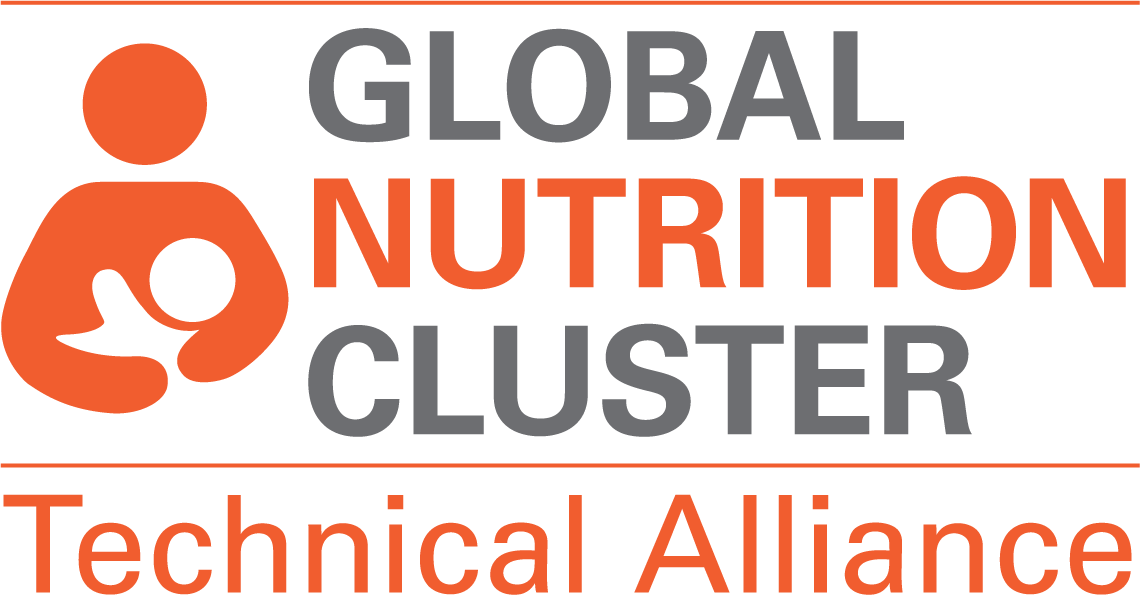 GLOBAL
NUTRITION
CLUSTER
Technical Alliance